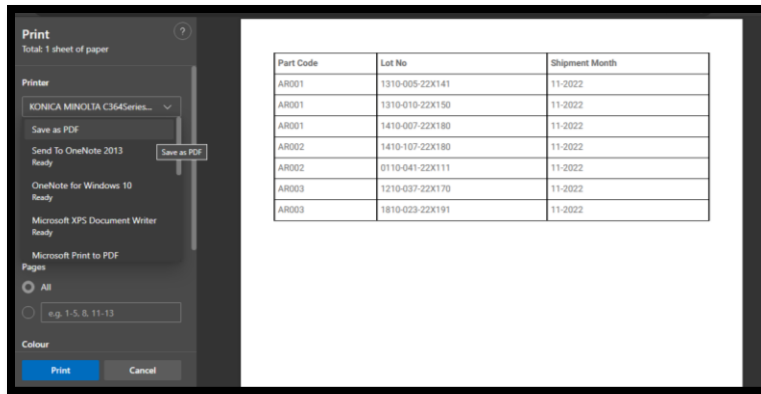 Print
?
Total: 1 sheet of paper
Printer
KONICA MINOLTA C364Series...
Save as PDF
Send To OneNote 2013
Ready
Save as PDF
OneNote for Windows 10
Ready
Microsoft XPS Document Writer
Ready
Microsoft Print to PDF
Pages
All
e.g. 1-5, 8, 11-13
Colour
Print Cancel
Part Code Lot No Shipment Month
AR001 1310-005-22X141 11-2022
AR001 1310-010-22X150 11-2022
AR001 1410-007-22X180 11-2022
AR002 1410-107-22X180 11-2022
AR002 0110-041-22X111 11-2022
AR003 1210-037-22X170 11-2022
AR003 1810-023-22X191 11-2022